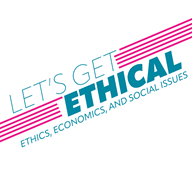 LET'S GET
ETHICAL
ETHICS, ECONOMICS, AND SOCIAL ISSUES